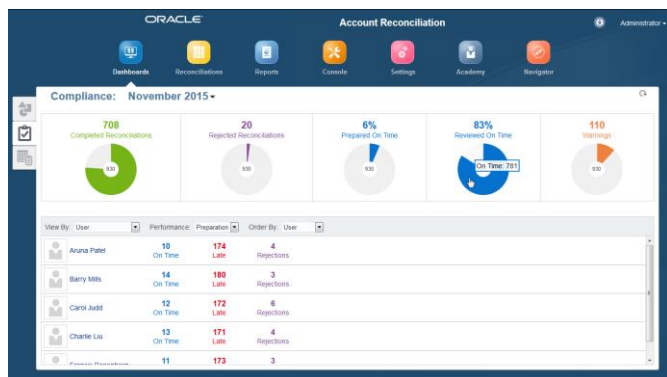 ORACLE
Account Reconciliation
Administrator
Dashboards Reconciliations Reports Console Settings Academy Navigator
Compliance: November 2015
708 20 6% 83% 110
Completed Reconciliations Rejected Reconciliations Prepared On Time Reviewed On Time Warnings
930 930 930 On Time: 781 930
View By: User Performance: Preparation Order By: User
Aruna Patel 10 On Time 174 Late 4 Rejections
Barry Mills 14 On Time 180 Late 3 Rejections
Carol Judd 12 On Time 172 Late 6 Rejections
Charlie Liu 13 On Time 171 Late 4 Rejections
11 173 3